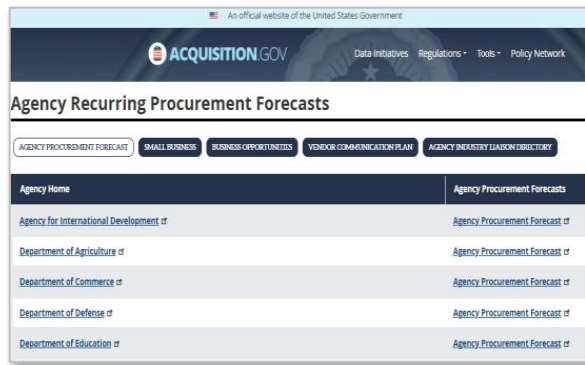 An official website of the United States Government
ACQUISITION.GOV
Data Initiatives Regulations Tools Policy Network
Agency Recurring Procurement Forecasts
AGENCY PROCUREMENT FORECAST SMALL BUSINESS BUSINESS OPPORTUNITIES VENDOR COMMUNICATION PLAN AGENCY INDUSTRY LIAISON DIRECTORY
Agency Home Agency Procurement Forecasts
Agency for International Development Agency Procurement Forecast
Department of Agriculture Agency Procurement Forecast
Department of Commerce Agency Procurement Forecast
Department of Defense Agency Procurement Forecast
Department of Education Agency Procurement Forecast